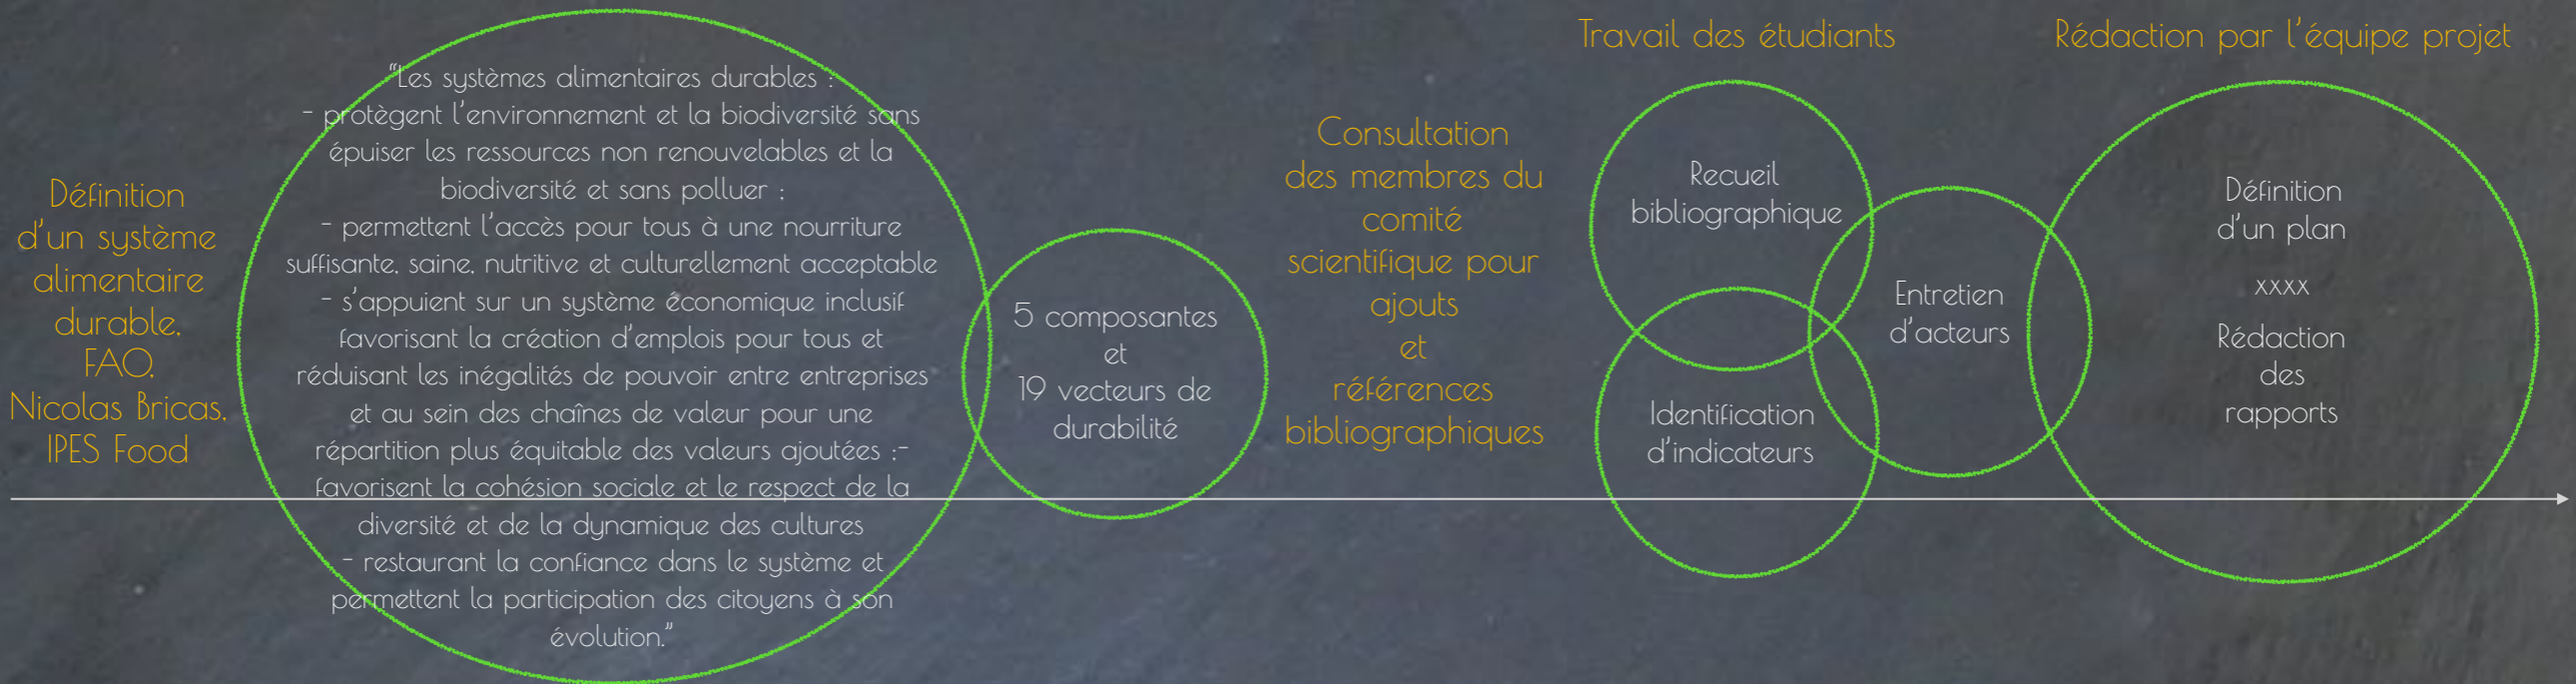 Définition
d'un système
alimentaire
durable,
FAO,
Nicolas Bricas,
IPES Food
"Les systèmes alimentaires durables :
- protègent l'environnement et la biodiversité sans
épuiser les ressources non renouvelables et la
biodiversité et sans polluer ;
- permettent l'accès pour tous à une nourriture
suffisante, saine, nutritive et culturellement acceptable
- s'appuient sur un système économique inclusif
favorisant la création d'emplois pour tous et
réduisant les inégalités de pouvoir entre entreprises
et au sein des chaînes de valeur pour une
répartition plus équitable des valeurs ajoutées ;-
favorisent la cohésion sociale et le respect de la
diversité et de la dynamique des cultures
- restaurant la confiance dans le système et
permettent la participation des citoyens à son
évolution."
5 composantes
et
19 vecteurs de
durabilité
Consultation
des membres du
comité
scientifique pour
ajouts
et
références
bibliographiques
Travail des étudiants
Recueil
bibliographique
Identification
d'indicateurs
Entretien
d'acteurs
Rédaction par l'équipe projet
Définition
d'un plan
xxxx
Rédaction
des
rapports